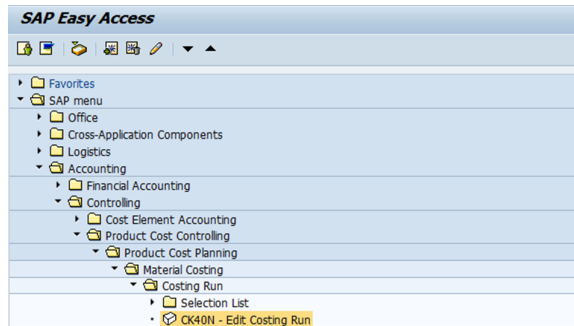 SAP Easy Access
Favorites
SAP menu
Office
Cross-Application Components
Logistics
Accounting
Financial Accounting
Controlling
Cost Element Accounting
Product Cost Controlling
Product Cost Planning
Material Costing
Costing Run
Selection List
CK40N - Edit Costing Run